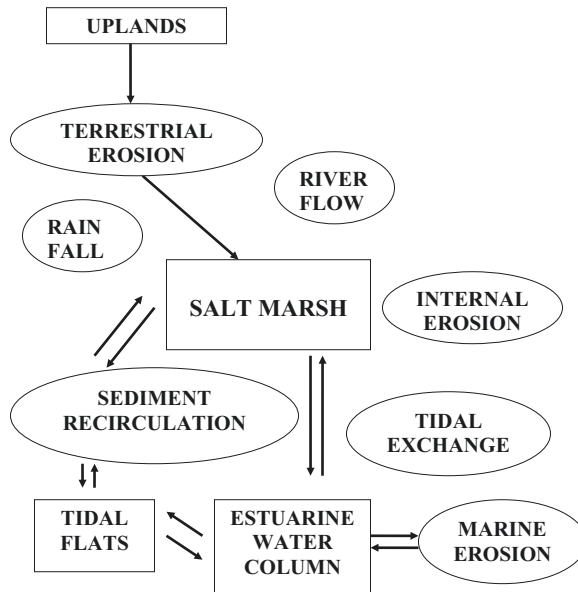 UPLANDS
TERRESTRIAL
EROSION
RIVER
FLOW
RAIN
FALL
SALT MARSH
INTERNAL
EROSION
SEDIMENT
RECIRCULATION
TIDAL
EXCHANGE
TIDAL
FLATS
ESTUARINE
WATER
COLUMN
MARINE
EROSION